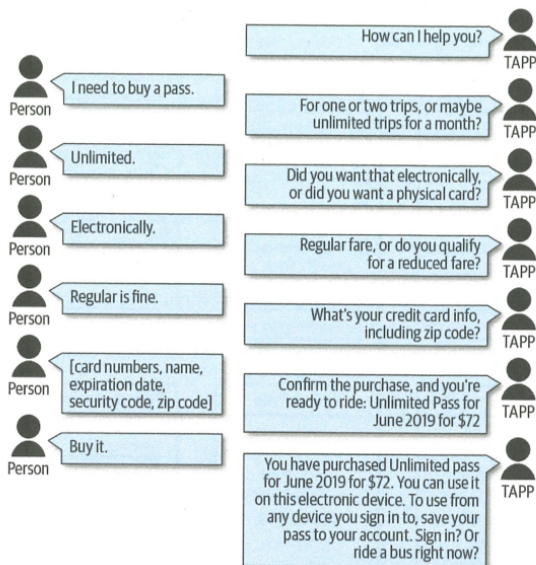 How can I help you?
TAPP
I need to buy a pass.
Person
For one or two trips, or maybe
unlimited trips for a month?
TAPP
Unlimited.
Person
Did you want that electronically,
or did you want a physical card?
TAPP
Electronically.
Person
Regular fare, or do you qualify
for a reduced fare?
TAPP
Regular is fine.
Person
What's your credit card info,
including zip code?
TAPP
[card numbers, name,
expiration date,
security code, zip code]
Person
Confirm the purchase, and you're
ready to ride: Unlimited Pass for
June 2019 for $72
TAPP
Buy it.
Person
You have purchased Unlimited pass
for June 2019 for $72. You can use it
on this electronic device. To use from
any device you sign in to, save your
pass to your account. Sign in? Or
ride a bus right now?
TAPP